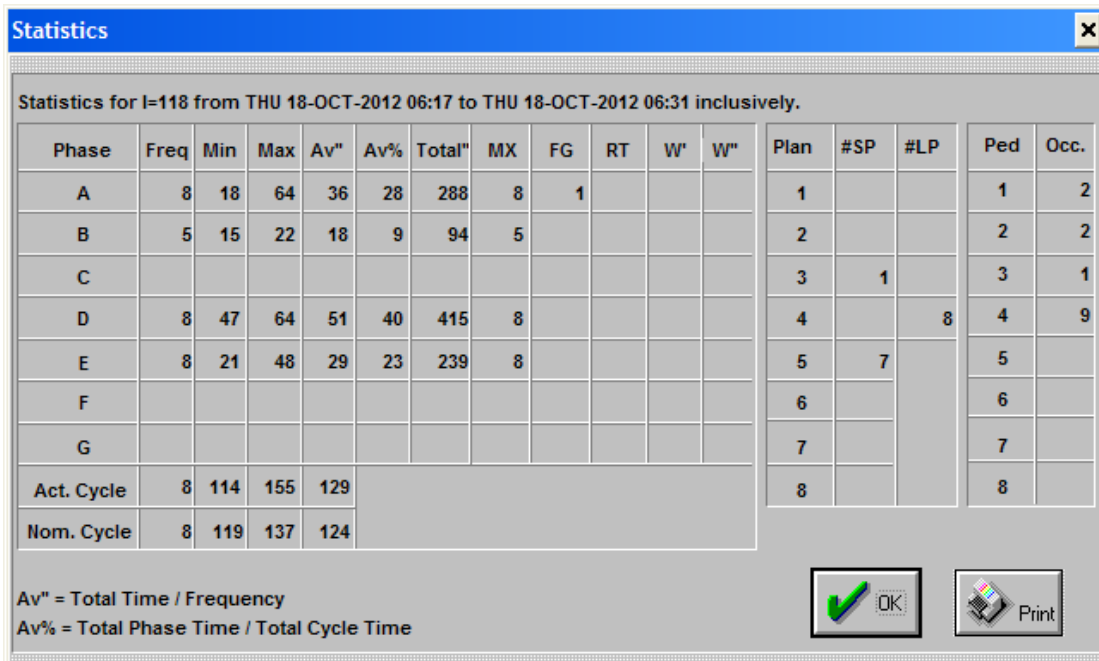 Statistics
Statistics for I=118 from THU 18-OCT-2012 06:17 to THU 18-OCT-2012 06:31 inclusively.
Phase Freq Min Max Av" Av% Total" MX FG RT W' W" Plan #SP #LP Ped Occ.
A 8 18 64 36 28 288 8 1 1 1 2
B 5 15 22 18 9 94 5 2 2 2
C 3 1 3 1
D 8 47 64 51 40 415 8 4 8 4 9
E 8 21 48 29 23 239 8 5 7 5
F 6 6
G 7 7
Act. Cycle 8 114 155 129 8 8
Nom. Cycle 8 119 137 124
Av" = Total Time / Frequency
Av% = Total Phase Time / Total Cycle Time
OK
Print